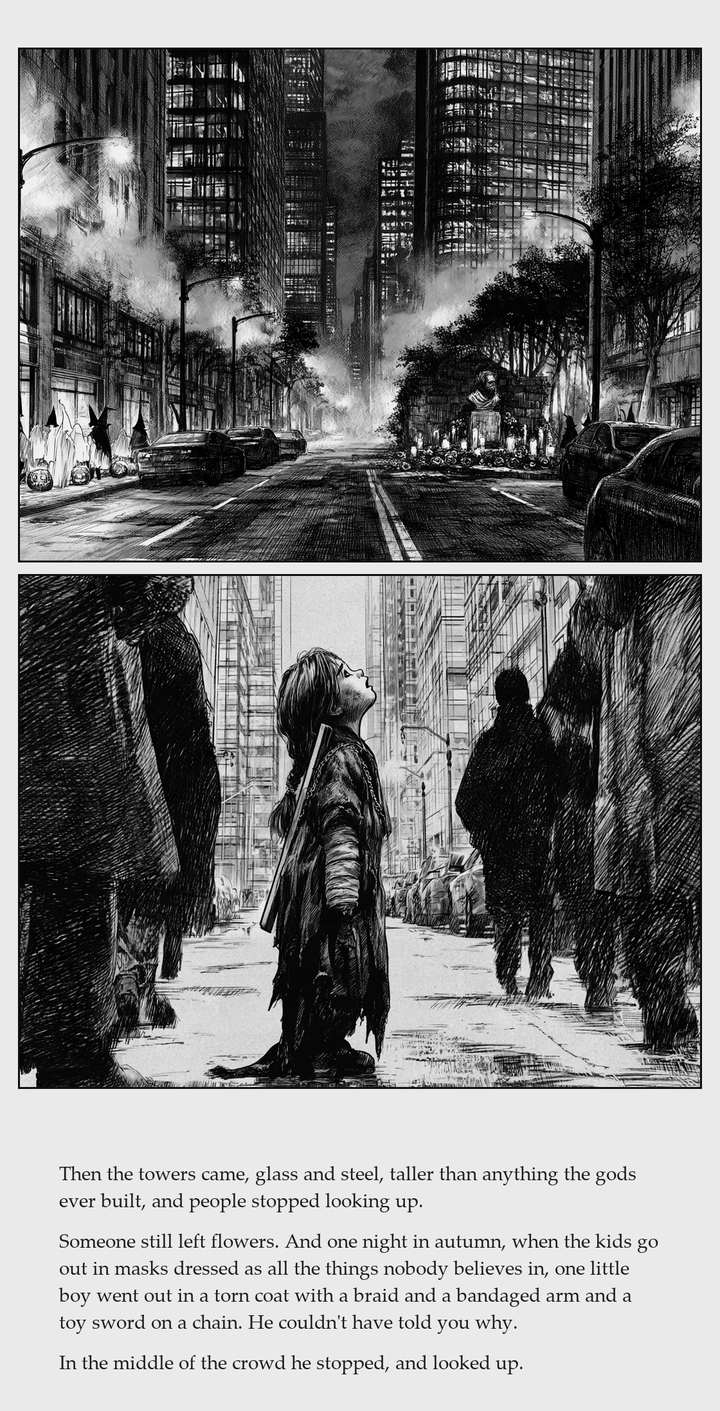 Then the towers came, glass and steel, taller than anything the gods
ever built, and people stopped looking up.
Someone still left flowers. And one night in autumn, when the kids go
out in masks dressed as all the things nobody believes in, one little
boy went out in a torn coat with a braid and a bandaged arm and a
toy sword on a chain. He couldn't have told you why.
In the middle of the crowd he stopped, and looked up.